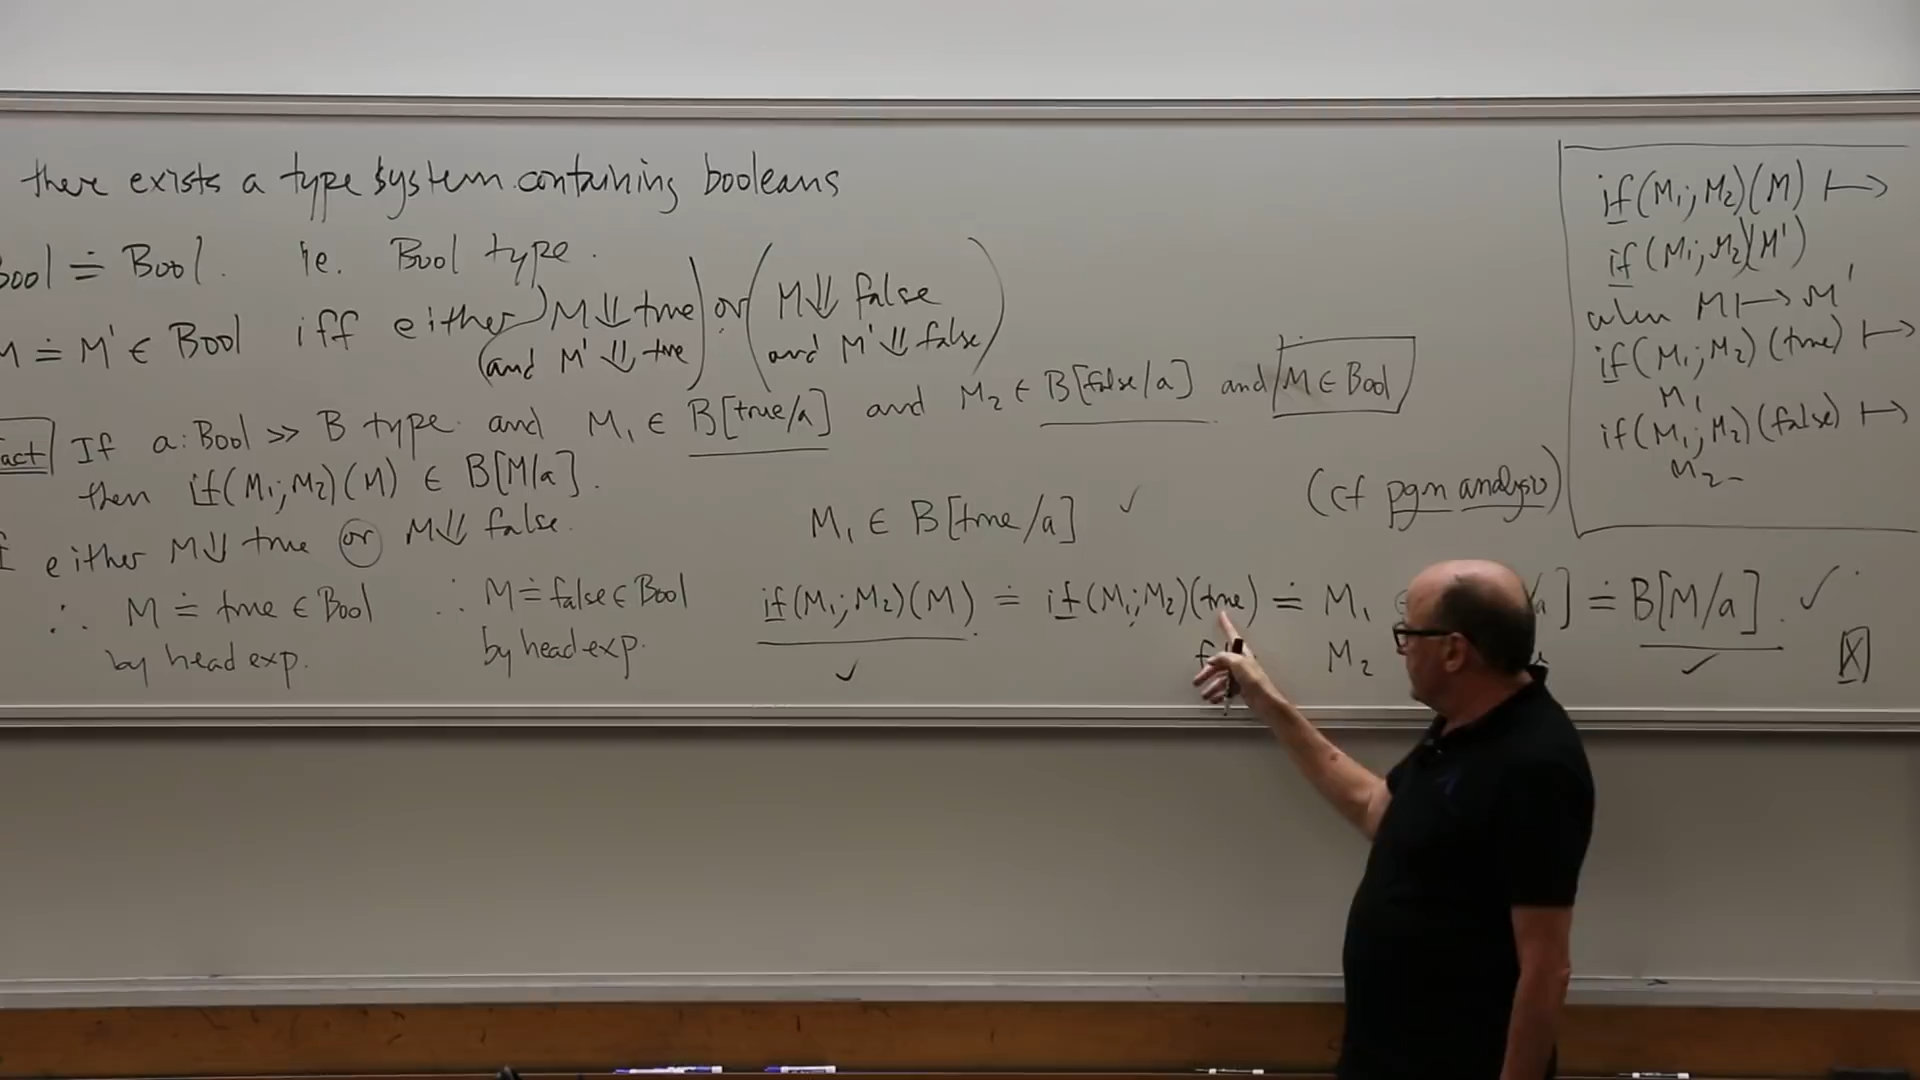 there exists a type system containing booleans
Bool ≐ Bool. ie. Bool type.
M ≐ M' ∈ Bool iff either (M ⇓ true and M' ⇓ true) or (M ⇓ false and M' ⇓ false)
Fact If a:Bool >> B type and M₁ ∈ B[true/a] and M₂ ∈ B[false/a] and M ∈ Bool
then if(M₁;M₂)(M) ∈ B[M/a].
either M⇓ true or M⇓ false.
∴ M ≐ true ∈ Bool
by head exp.
∴ M ≐ false ∈ Bool
by head exp.
M₁ ∈ B[true/a] ✓
(cf pgm analysis)
if(M₁;M₂)(M) ≐ if(M₁;M₂)(true) ≐ M₁ /a] ≐ B[M/a]. ✓
✓ M₂ ✓
if(M₁;M₂)(M) ↦
if(M₁;M₂)(M')
when M ↦ M'
if(M₁;M₂)(true) ↦
M₁
if(M₁;M₂)(false) ↦
M₂